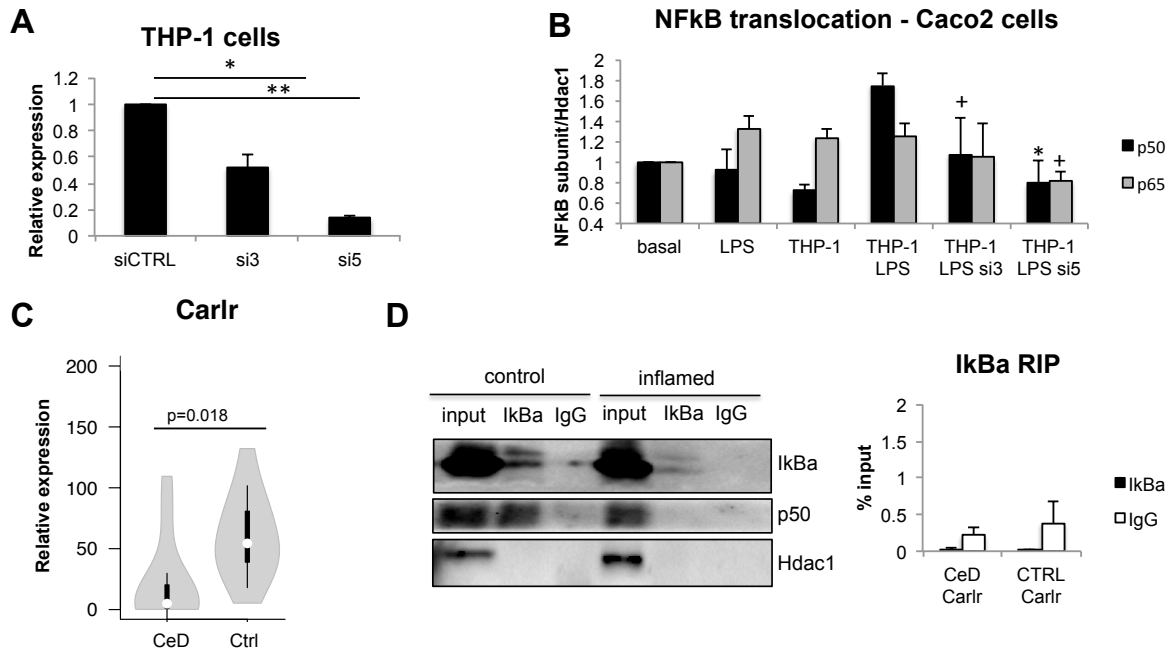 A
THP-1 cells
*
**
Relative expression
1.2
1
0.8
0.6
0.4
0.2
0
siCTRL
si3
si5
B
NFkB translocation - Caco2 cells
NFkB subunit/Hdac1
2
1.8
1.6
1.4
1.2
1
0.8
0.6
0.4
+
*
+
p50
p65
basal
LPS
THP-1
THP-1
LPS
THP-1
LPS si3
THP-1
LPS si5
C
Carlr
Relative expression
200
150
100
50
0
p=0.018
CeD
Ctrl
D
control
inflamed
input IkBa IgG input IkBa IgG
IkBa
p50
Hdac1
IkBa RIP
% input
2
1.5
1
0.5
0
IkBa
IgG
CeD
Carlr
CTRL
Carlr